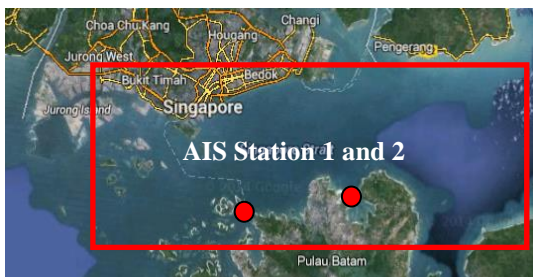 Choa Chu Kang
Changi
Hougang
Pengerang
Jurong West
Bukit Timah
Bedok
Jurong Island
Singapore
AIS Station 1 and 2
Pulau Batam